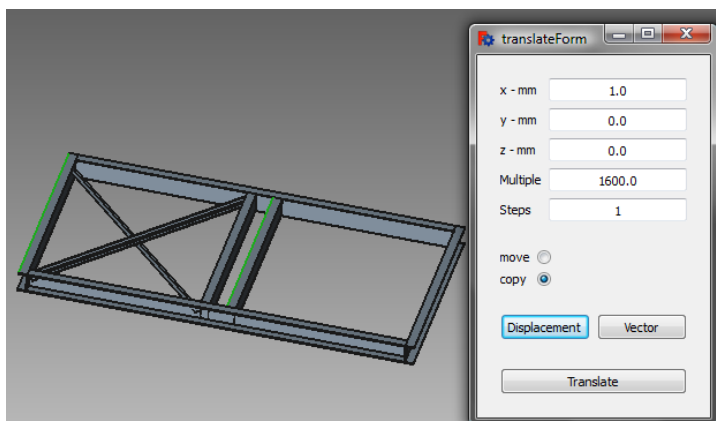 translateForm
x - mm 1.0
y - mm 0.0
z - mm 0.0
Multiple 1600.0
Steps 1
move
copy
Displacement Vector
Translate